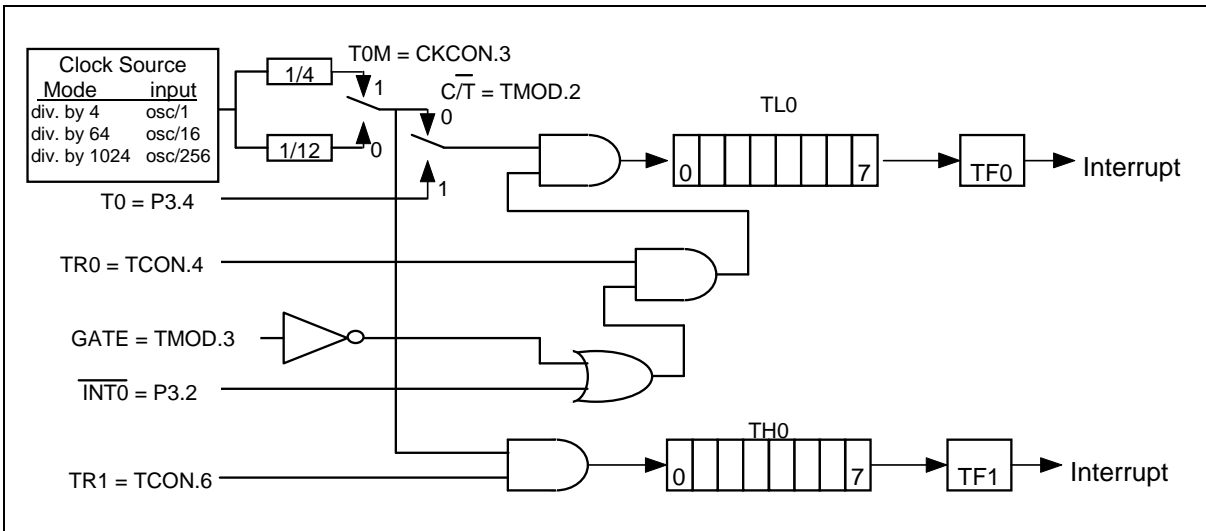 Clock Source
Mode input
div. by 4 osc/1
div. by 64 osc/16
div. by 1024 osc/256
1/4
1/12
T0M = CKCON.3
1
0
C/T̅ = TMOD.2
0
1
T0 = P3.4
TL0
0 7
TF0
Interrupt
TR0 = TCON.4
GATE = TMOD.3
I̅N̅T̅0̅ = P3.2
TR1 = TCON.6
TH0
0 7
TF1
Interrupt